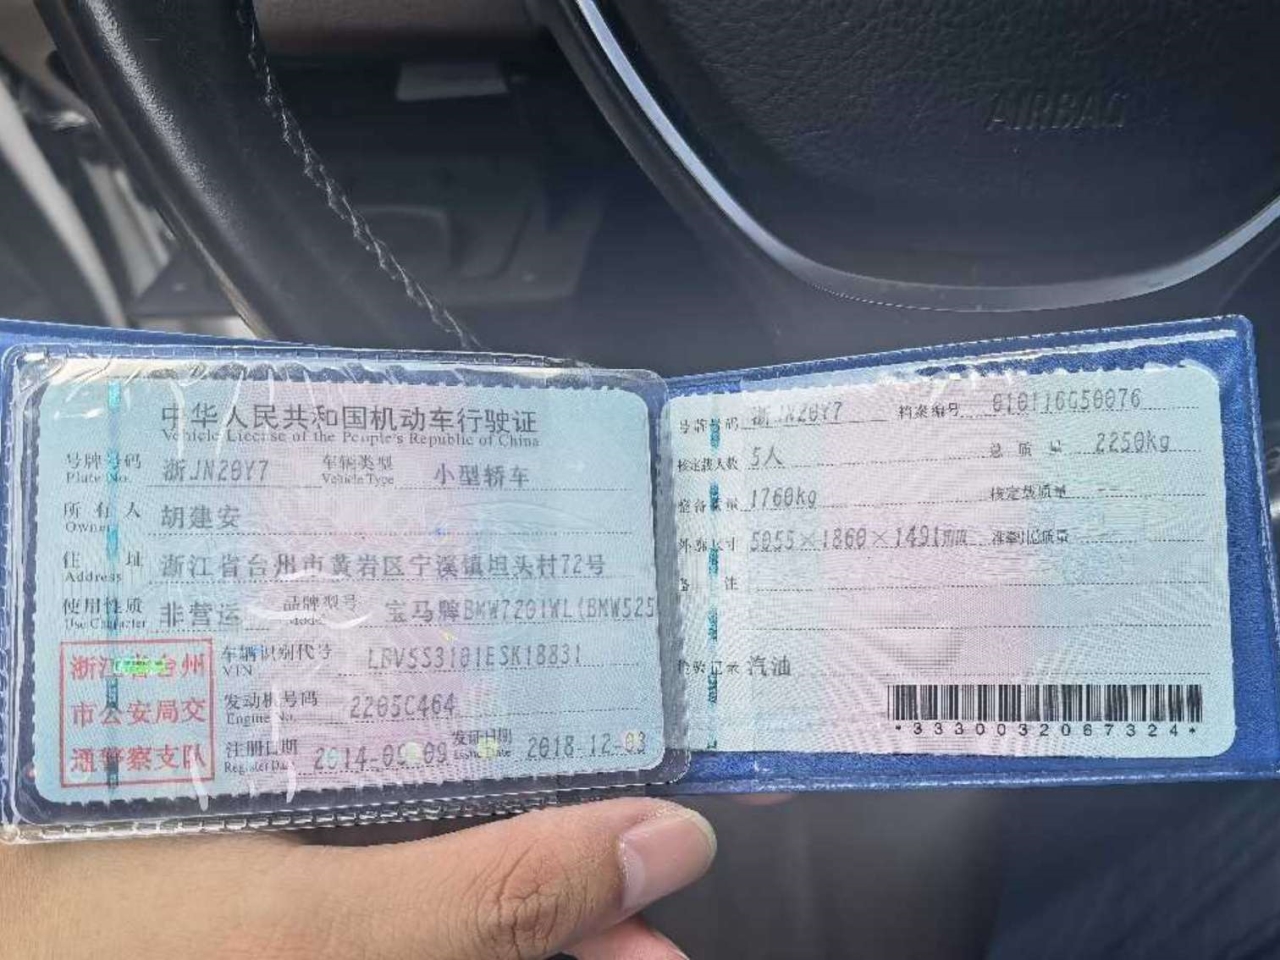 AIRBAG
中华人民共和国机动车行驶证
Vehicle License of the People's Republic of China
号牌号码 浙JN20Y7 车辆类型 小型轿车
Plate No. Vehicle Type
所有人 胡建安
Owner
住址 浙江省台州市黄岩区宁溪镇坦头村72号
Address
使用性质 非营运 品牌型号 宝马牌BMW7201WL(BMW525
Use Character Model
浙江省台州
市公安局交
通警察支队
车辆识别代号 LBV5S3101ESK18831
VIN
发动机号码 2205C464
Engine No.
注册日期 2014-09-09 发证日期 2018-12-03
Register Date Issue Date
号牌号码 浙JN20Y7 档案编号 010116G50076
核定载人数 5人 总质量 2250kg
整备质量 1760kg 核定载质量 --
外廓尺寸 5055×1860×1491mm 准牵引总质量
备注
检验记录 汽油
*3330032067324*